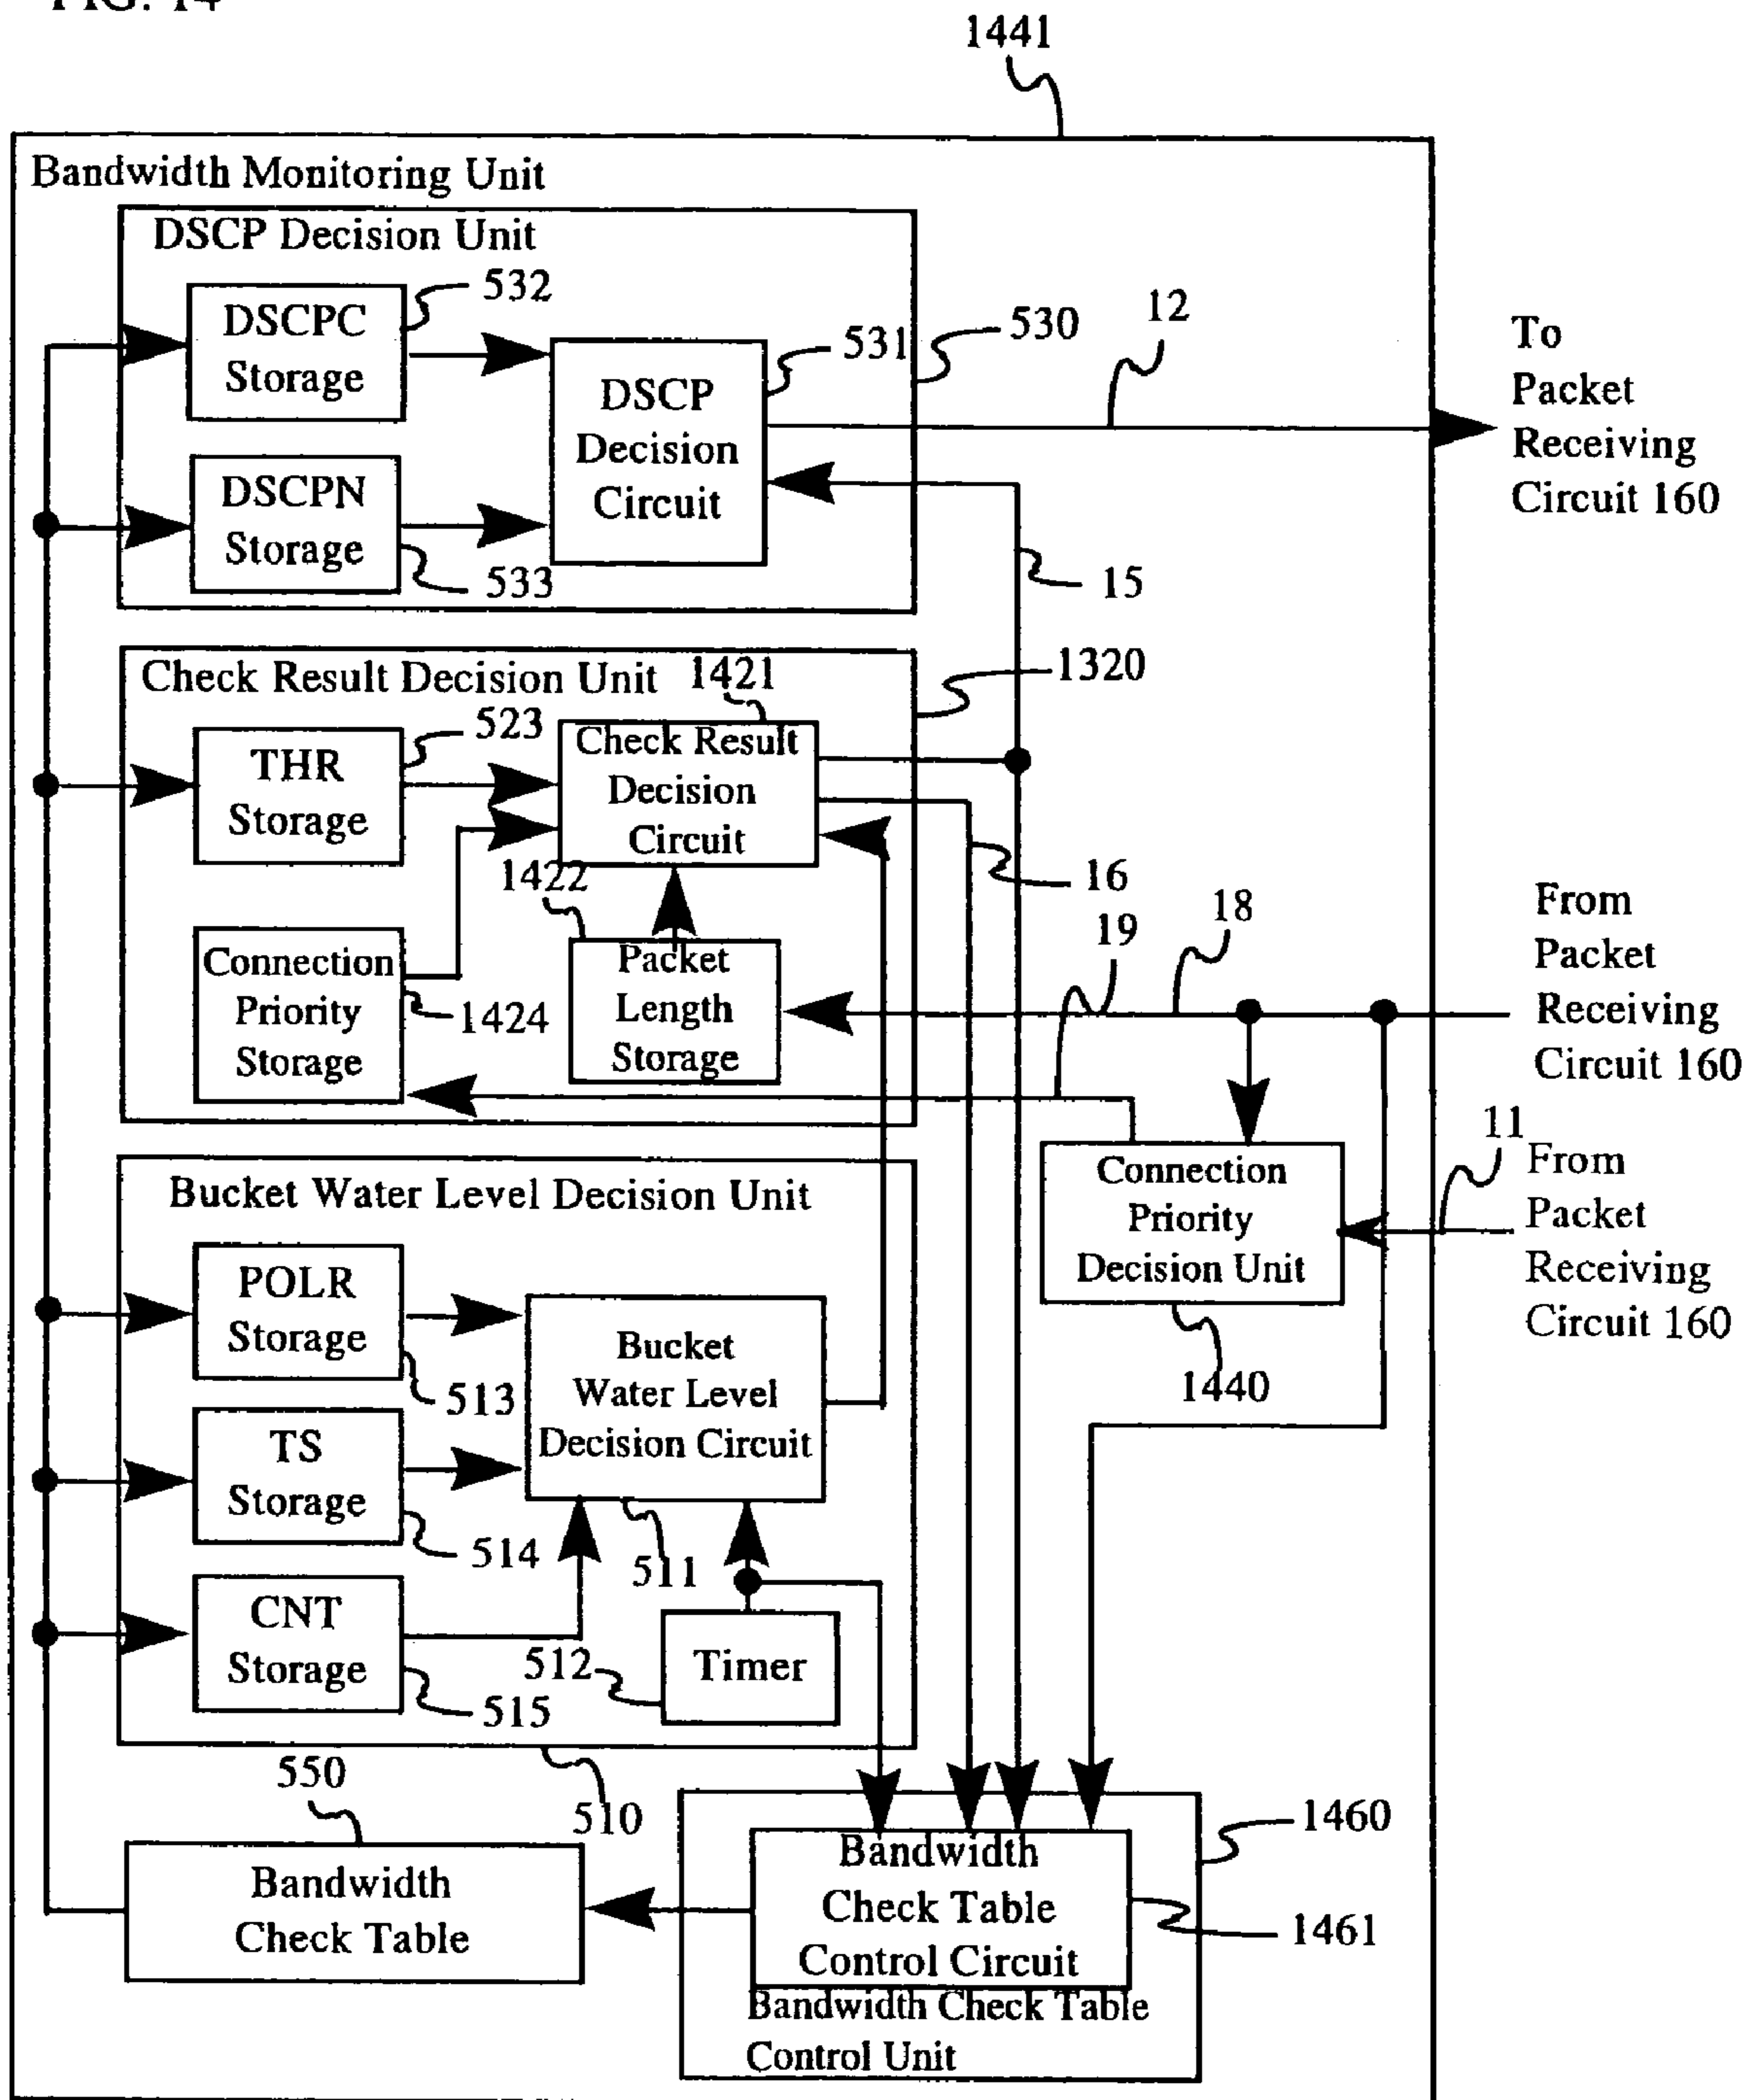 FIG. 14
1441
Bandwidth Monitoring Unit
DSCP Decision Unit
532
DSCPC
Storage
531
530
12
To
Packet
Receiving
Circuit 160
DSCP
Decision
Circuit
DSCPN
Storage
533
15
Check Result Decision Unit
1421
1320
523
THR
Storage
Check Result
Decision
Circuit
1422
16
18
19
From
Packet
Receiving
Circuit 160
Connection
Priority
Storage
1424
Packet
Length
Storage
11
From
Packet
Receiving
Circuit 160
Connection
Priority
Decision Unit
1440
Bucket Water Level Decision Unit
POLR
Storage
513
Bucket
Water Level
Decision Circuit
TS
Storage
514
511
CNT
Storage
515
512
Timer
550
510
Bandwidth
Check Table
1460
Bandwidth
Check Table
Control Circuit
1461
Bandwidth Check Table
Control Unit